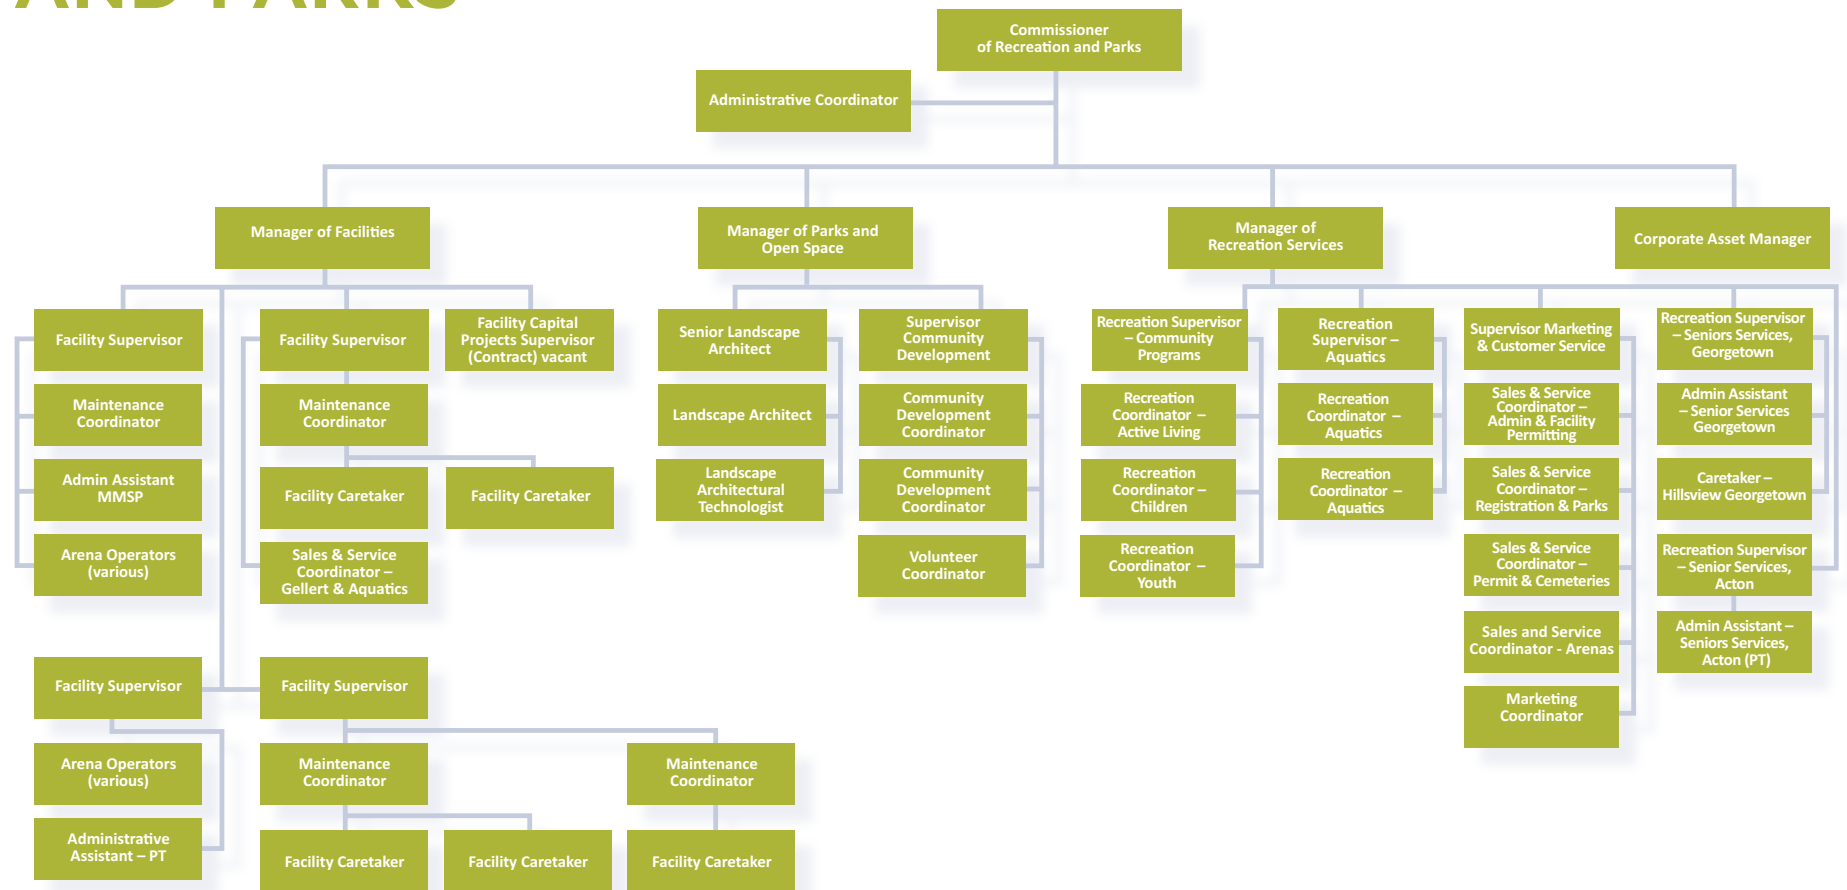 AND PARKS
Commissioner
of Recreation and Parks
Administrative Coordinator
Manager of Facilities
Manager of Parks and
Open Space
Manager of
Recreation Services
Corporate Asset Manager
Facility Supervisor
Maintenance
Coordinator
Admin Assistant
MMSP
Arena Operators
(various)
Facility Supervisor
Maintenance
Coordinator
Facility Caretaker
Facility Caretaker
Sales & Service
Coordinator –
Gellert & Aquatics
Facility Capital
Projects Supervisor
(Contract) vacant
Facility Supervisor
Arena Operators
(various)
Administrative
Assistant – PT
Facility Supervisor
Maintenance
Coordinator
Facility Caretaker
Facility Caretaker
Maintenance
Coordinator
Facility Caretaker
Senior Landscape
Architect
Landscape Architect
Landscape
Architectural
Technologist
Supervisor
Community
Development
Community
Development
Coordinator
Community
Development
Coordinator
Volunteer
Coordinator
Recreation Supervisor
– Community
Programs
Recreation
Coordinator –
Active Living
Recreation
Coordinator –
Children
Recreation
Coordinator –
Youth
Recreation
Supervisor –
Aquatics
Recreation
Coordinator –
Aquatics
Recreation
Coordinator –
Aquatics
Supervisor Marketing
& Customer Service
Sales & Service
Coordinator –
Admin & Facility
Permitting
Sales & Service
Coordinator –
Registration & Parks
Sales & Service
Coordinator –
Permit & Cemeteries
Sales and Service
Coordinator - Arenas
Marketing
Coordinator
Recreation Supervisor
– Seniors Services,
Georgetown
Admin Assistant
– Senior Services
Georgetown
Caretaker –
Hillsview Georgetown
Recreation Supervisor
– Senior Services,
Acton
Admin Assistant –
Seniors Services,
Acton (PT)